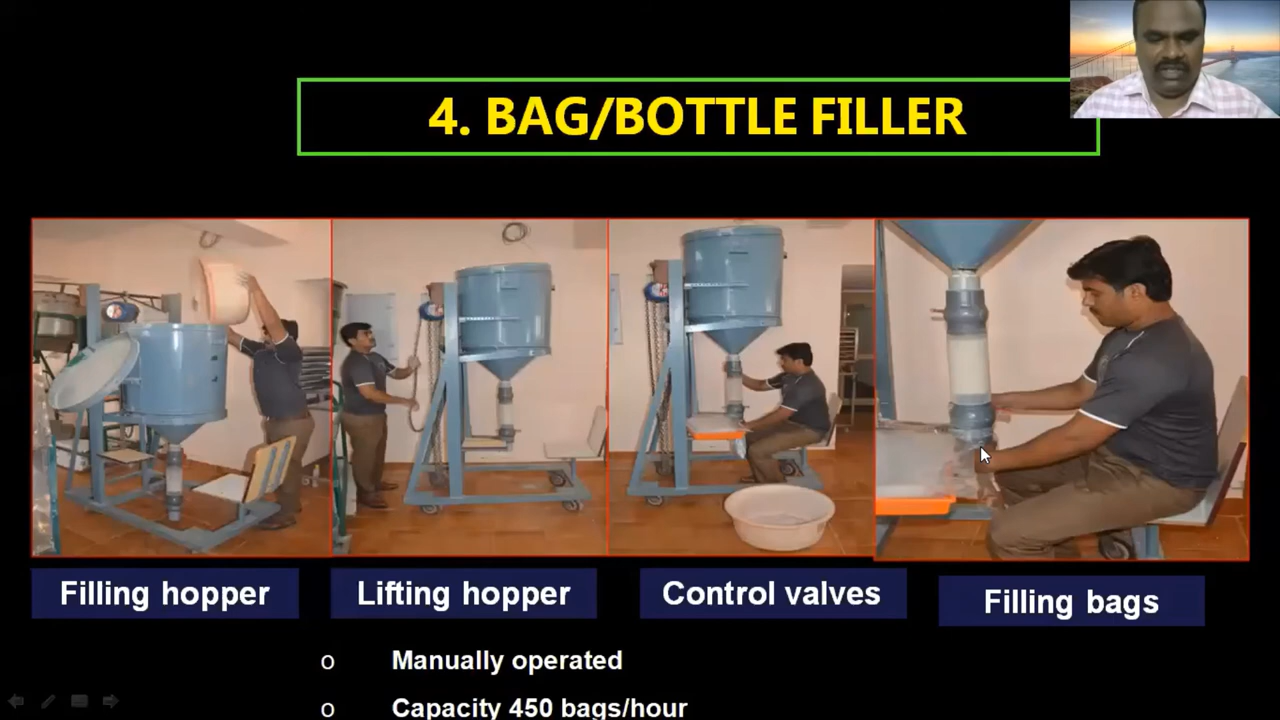 4. BAG/BOTTLE FILLER
Filling hopper
Lifting hopper
Control valves
Filling bags
o Manually operated
o Capacity 450 bags/hour